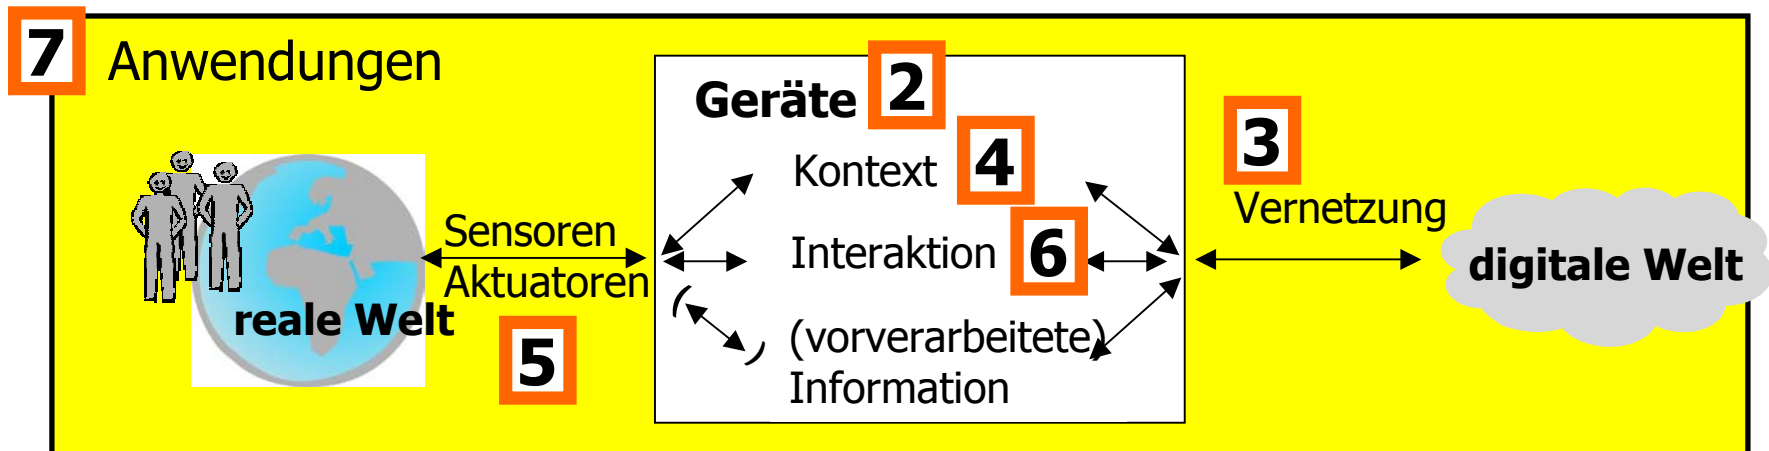 7 Anwendungen
Geräte 2
3
Kontext 4
Vernetzung
Sensoren
Interaktion 6
digitale Welt
Aktuatoren
reale Welt
(vorverarbeitete)
5
Information